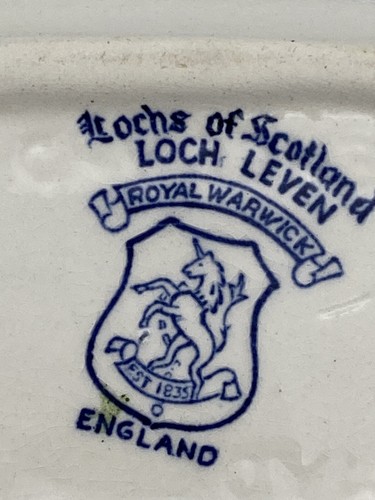 Lochs of Scotland
LOCH LEVEN
ROYAL WARWICK
EST 1835
ENGLAND